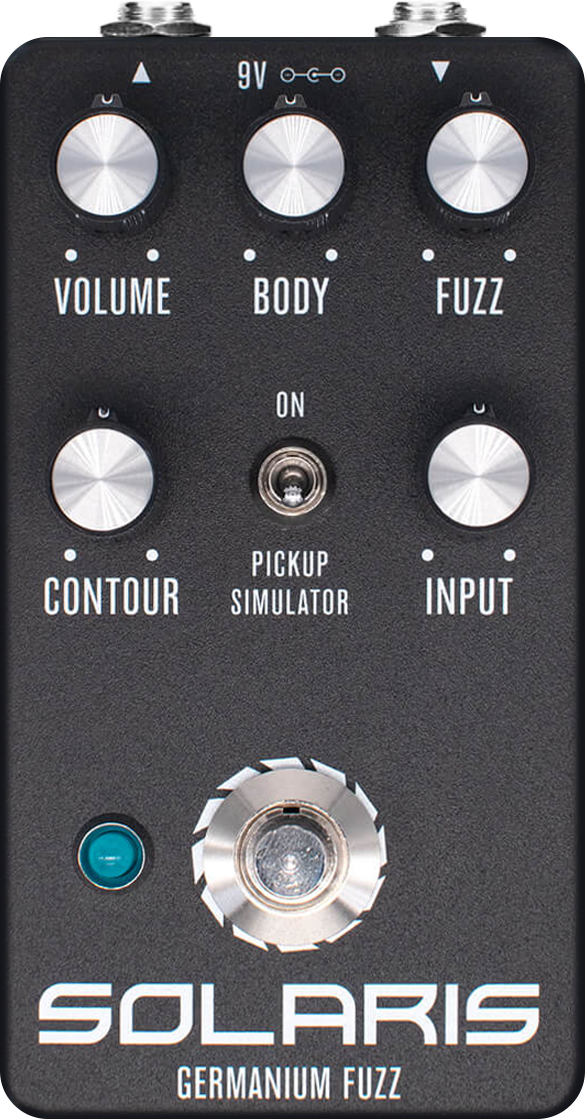 9V
VOLUME BODY FUZZ
ON
PICKUP
SIMULATOR
CONTOUR INPUT
SOLARIS
GERMANIUM FUZZ